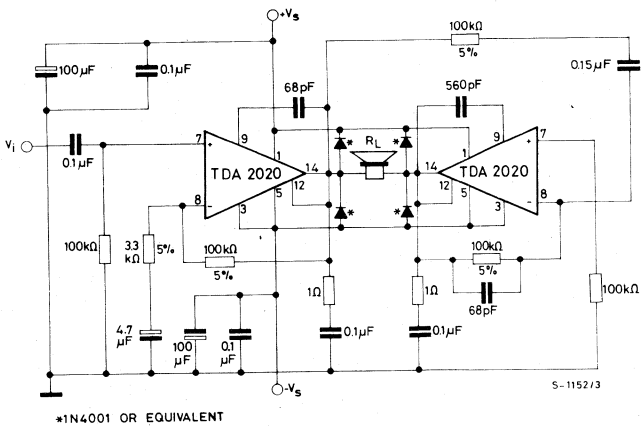 +Vs
100kΩ
5%
100µF
0.1µF
68pF
560pF
0.15µF
9
9
Vi
0.1µF
7
+
1
* RL *
1
+
7
TDA 2020
14
14
TDA 2020
12
12
8
−
3
5
*
*
5
3
−
8
100kΩ
3.3
kΩ
5%
100kΩ
5%
100kΩ
5%
1Ω
1Ω
68pF
100kΩ
4.7
µF
100
µF
0.1
µF
0.1µF
0.1µF
-Vs
S-1152/3
*1N4001 OR EQUIVALENT